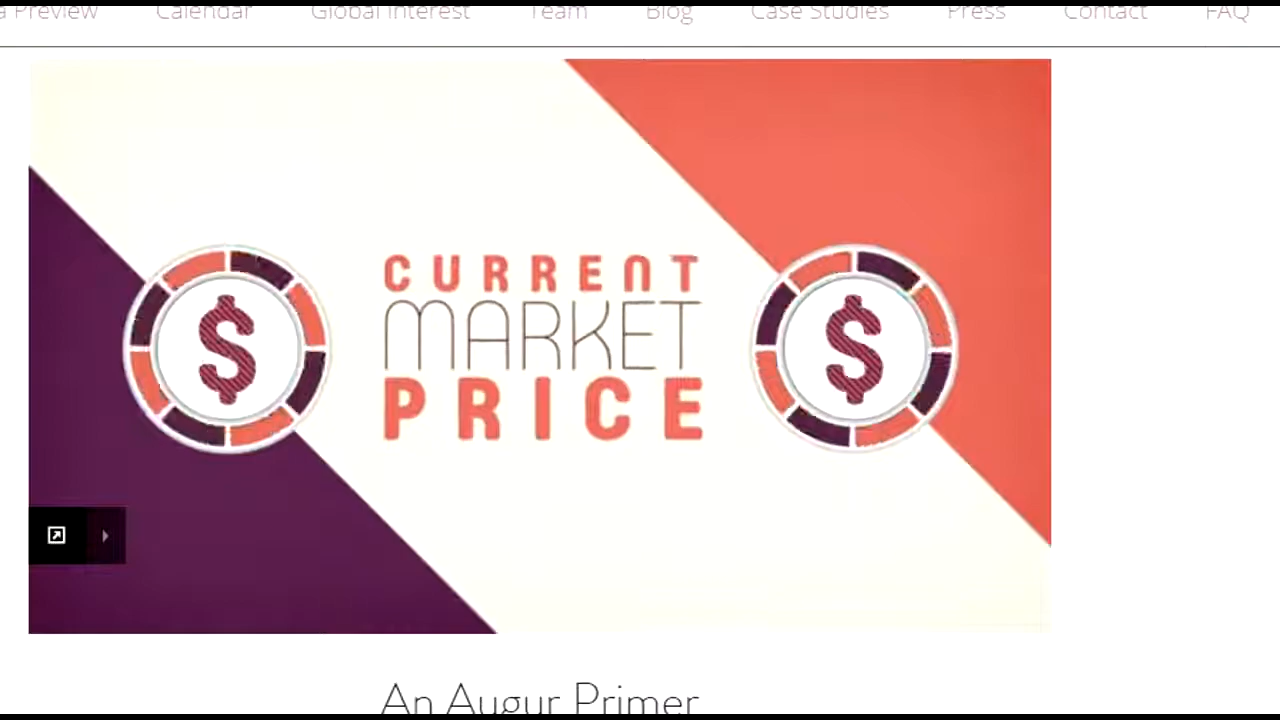 a Preview Calendar Global Interest Team Blog Case Studies Press Contact FAQ
$ $
CURRENT
MARKET
PRICE
An Augur Primer